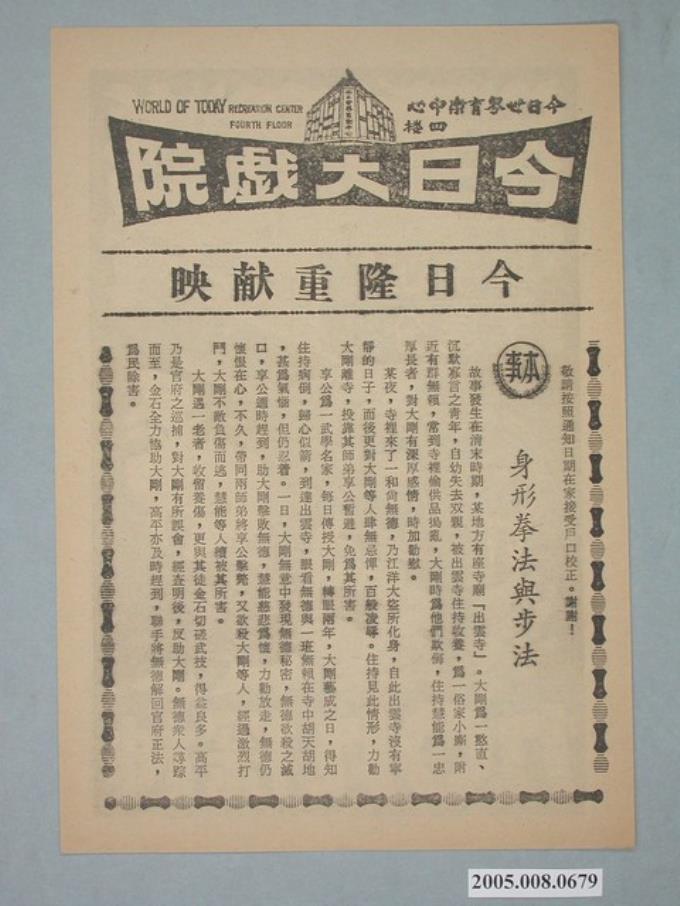 WORLD OF TODAY RECREATION CENTER
FOURTH FLOOR
今日世界育樂中心
四樓
今日大戲院
今日隆重献映
敬請按照通知日期在家接受戶口校正。謝謝!
本事
身形拳法與步法
故事發生在清末時期,某地方有座寺廟「出雲寺」。大剛爲一憨直、
沉默寡言之青年,自幼失去双親,被出雲寺住持收養,爲一俗家小廝,附
近有群無賴,常到寺裡偷供品搗亂,大剛時爲他們欺侮,住持慧能爲一忠
厚長者,對大剛有深厚感情,時加勸慰。
某夜,寺裡來了一和尙無德,乃江洋大盜所化身,自此出雲寺沒有寧
靜的日子,而後更對大剛等人肆無忌憚,百般凌辱。住持見此情形,力勸
大剛離寺,投靠其師弟享公暫避,免爲其所害。
享公爲一武學名家,每日傳授大剛,轉眼兩年,大剛藝成之日,得知
住持病倒,歸心似箭,到達出雲寺,眼看無德與一班無賴在寺中胡天胡地
,甚爲氣惱,但仍忍着。一日,大剛無意中發現無德秘密,無德欲殺之滅
口,享公適時趕到,助大剛擊敗無德,慧能慈悲爲懷,力勸放走,無德仍
懷恨在心,不久,帶同兩師弟將享公擊斃,又欲殺大剛等人,經過激烈打
鬥,大剛不敵負傷而逃,慧能等人續被其所害。
大剛遇一老者,收留養傷,更與其徒金石切磋武技,得益良多。高平
乃是官府之巡捕,對大剛有所誤會,經查明後,反助大剛。無德衆人尋踪
而至,金石全力協助大剛,高平亦及時趕到,聯手將無德解回官府正法,
爲民除害。
2005.008.0679